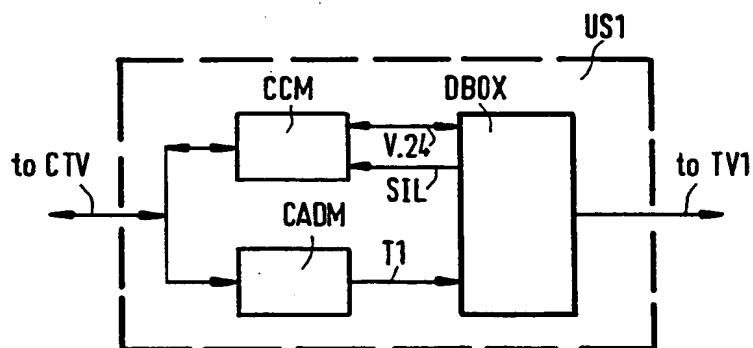 US1
CCM
DBOX
to CTV
V.24
to TV1
SIL
CADM
T1